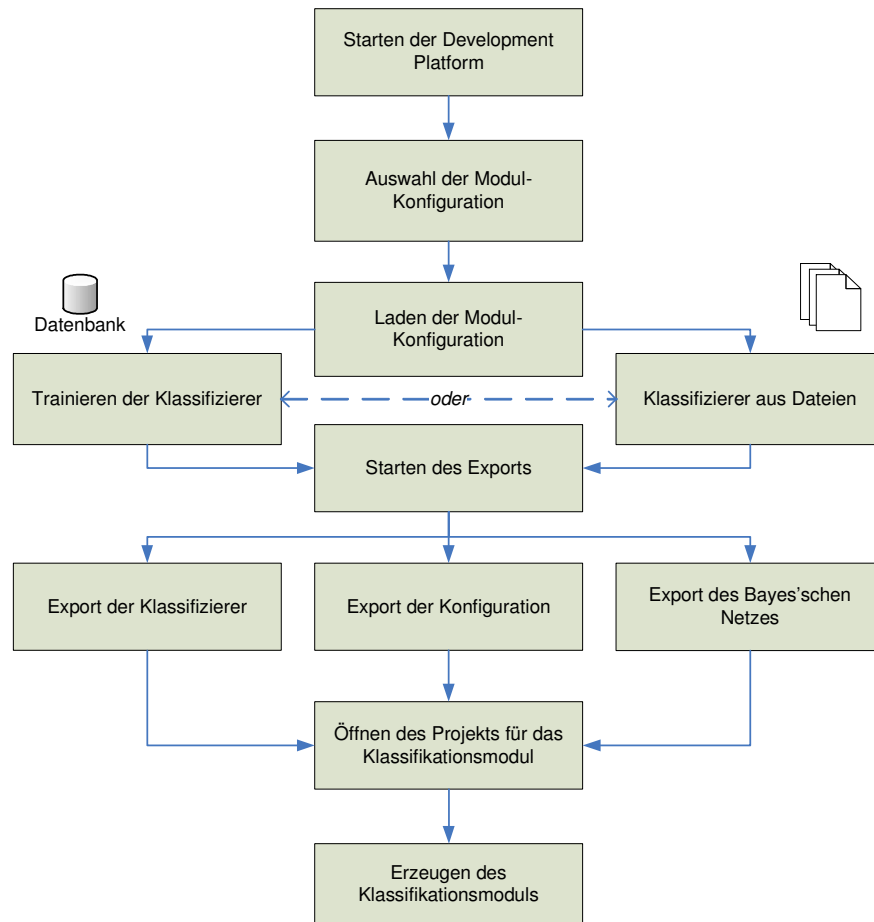 Starten der Development
Platform
Auswahl der Modul-
Konfiguration
Datenbank
Laden der Modul-
Konfiguration
Trainieren der Klassifizierer
oder
Klassifizierer aus Dateien
Starten des Exports
Export der Klassifizierer
Export der Konfiguration
Export des Bayes’schen
Netzes
Öffnen des Projekts für das
Klassifikationsmodul
Erzeugen des
Klassifikationsmoduls